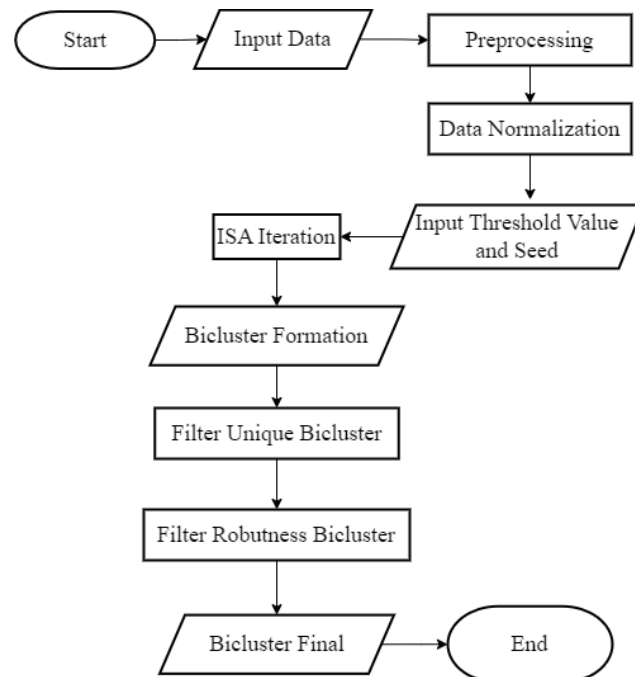 Start
Input Data
Preprocessing
Data Normalization
Input Threshold Value
and Seed
ISA Iteration
Bicluster Formation
Filter Unique Bicluster
Filter Robutness Bicluster
Bicluster Final
End